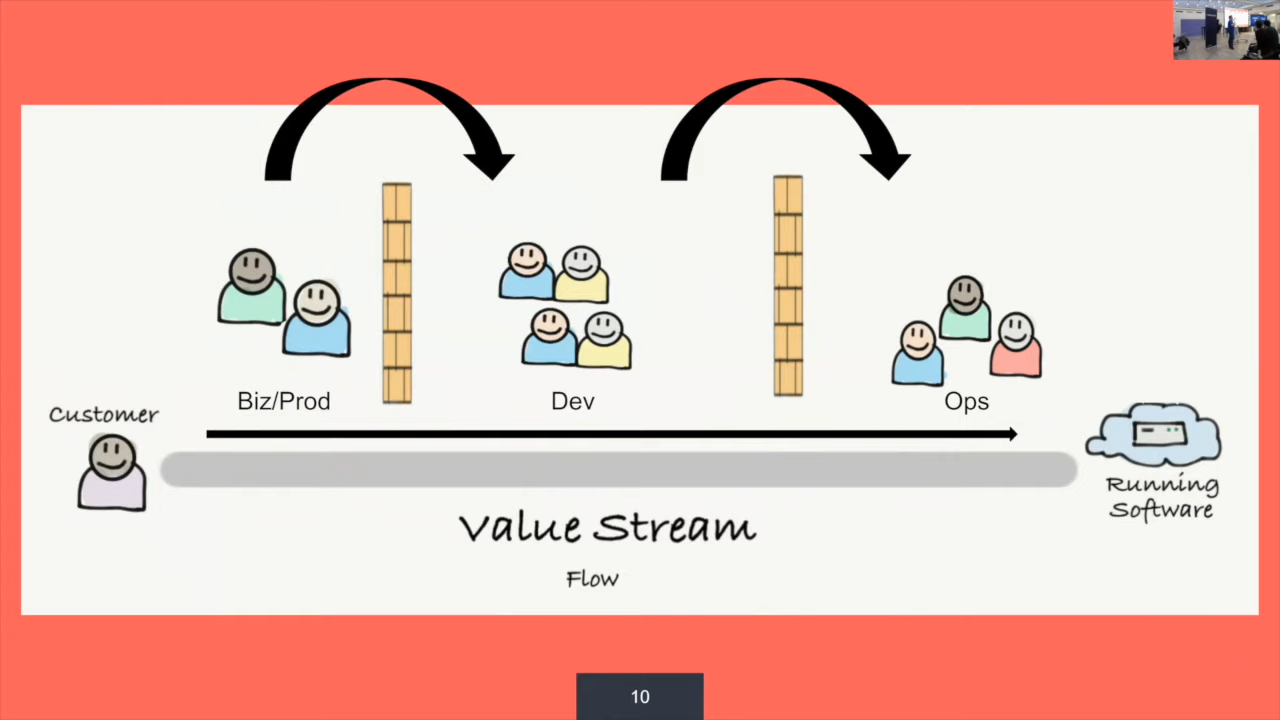 Biz/Prod
Dev
Ops
Customer
Running
Software
Value Stream
Flow
10